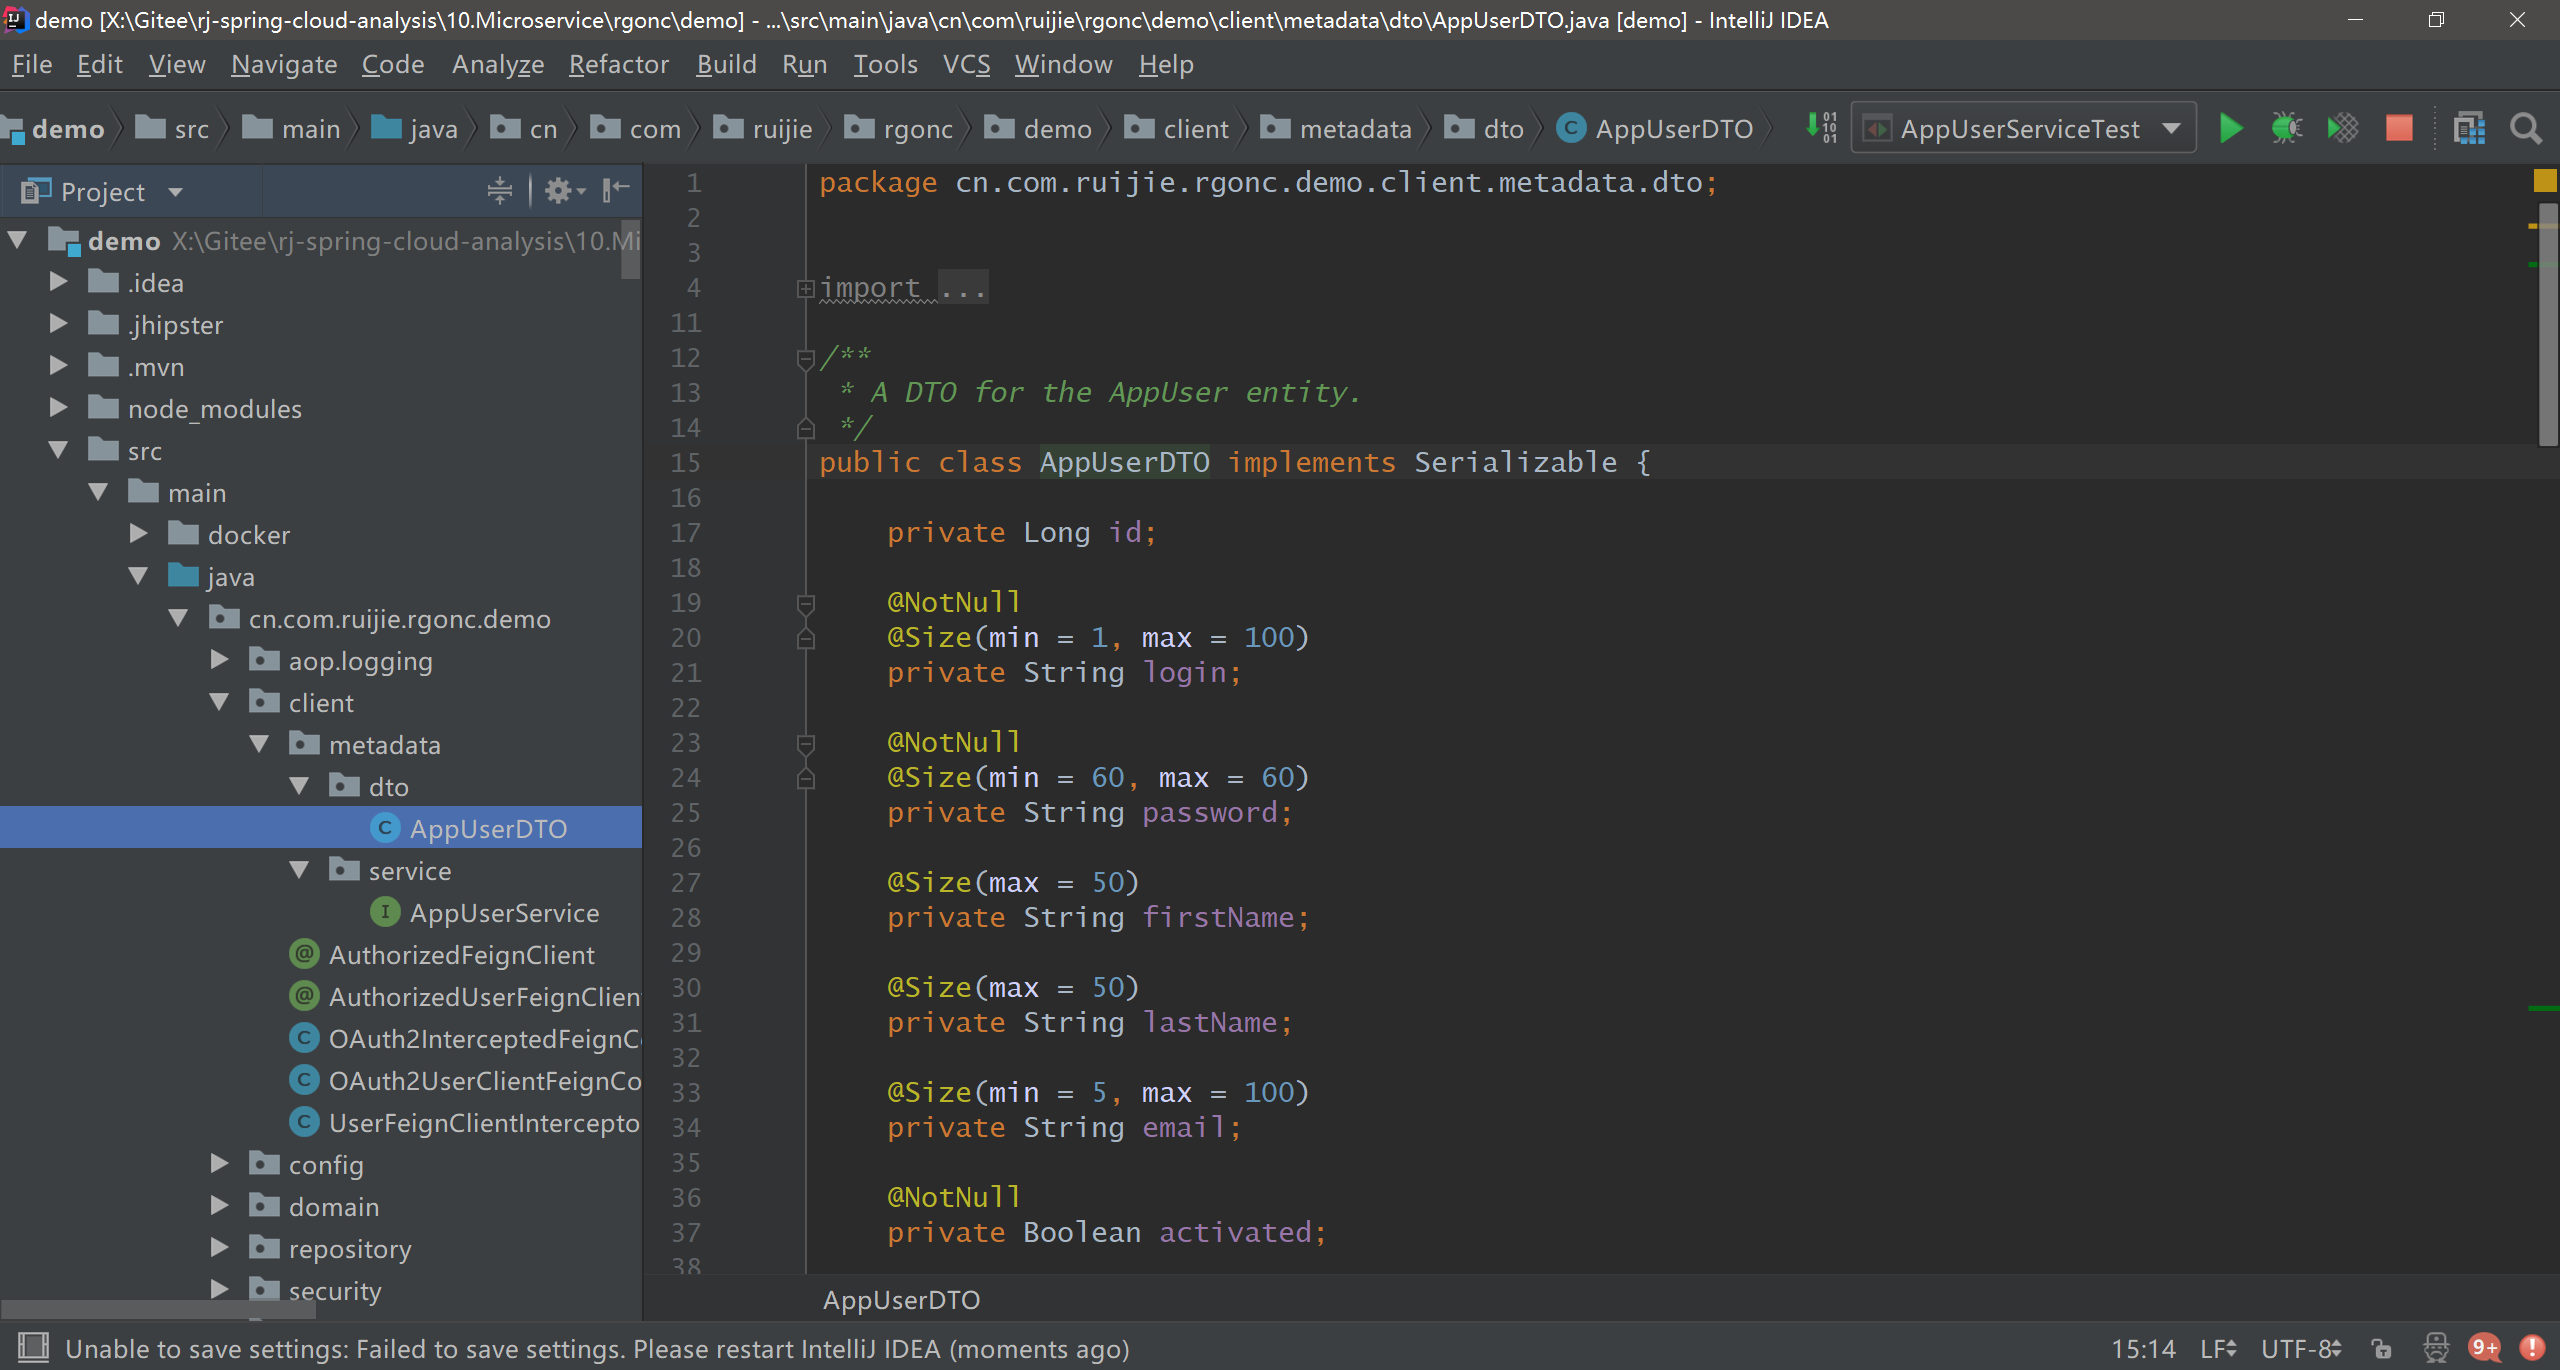 demo [X:\Gitee\rj-spring-cloud-analysis\10.Microservice\rgonc\demo] - ...\src\main\java\cn\com\ruijie\rgonc\demo\client\metadata\dto\AppUserDTO.java [demo] - IntelliJ IDEA
File Edit View Navigate Code Analyze Refactor Build Run Tools VCS Window Help
demo src main java cn com ruijie rgonc demo client metadata dto AppUserDTO AppUserServiceTest
Project
demo X:\Gitee\rj-spring-cloud-analysis\10.Mi
.idea
.jhipster
.mvn
node_modules
src
main
docker
java
cn.com.ruijie.rgonc.demo
aop.logging
client
metadata
dto
AppUserDTO
service
AppUserService
AuthorizedFeignClient
AuthorizedUserFeignClien
OAuth2InterceptedFeignC
OAuth2UserClientFeignCo
UserFeignClientIntercepto
config
domain
repository
security
1 package cn.com.ruijie.rgonc.demo.client.metadata.dto;
2
3
4 import ...
11
12 /**
13 * A DTO for the AppUser entity.
14 */
15 public class AppUserDTO implements Serializable {
16
17 private Long id;
18
19 @NotNull
20 @Size(min = 1, max = 100)
21 private String login;
22
23 @NotNull
24 @Size(min = 60, max = 60)
25 private String password;
26
27 @Size(max = 50)
28 private String firstName;
29
30 @Size(max = 50)
31 private String lastName;
32
33 @Size(min = 5, max = 100)
34 private String email;
35
36 @NotNull
37 private Boolean activated;
38
AppUserDTO
Unable to save settings: Failed to save settings. Please restart IntelliJ IDEA (moments ago) 15:14 LF UTF-8 9+